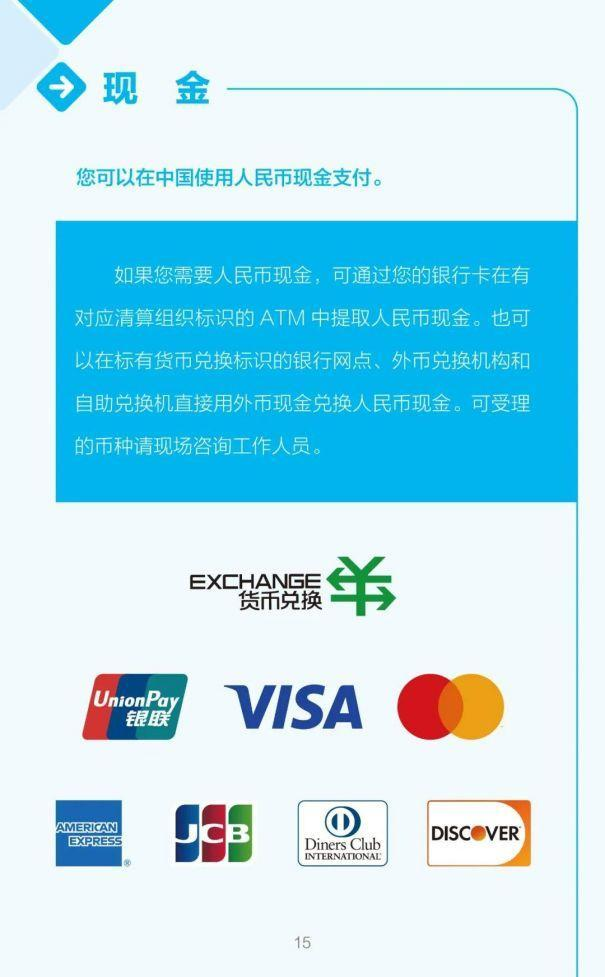 现 金
您可以在中国使用人民币现金支付。
如果您需要人民币现金，可通过您的银行卡在有
对应清算组织标识的 ATM 中提取人民币现金。也可
以在标有货币兑换标识的银行网点、外币兑换机构和
自助兑换机直接用外币现金兑换人民币现金。可受理
的币种请现场咨询工作人员。
EXCHANGE
货币兑换
UnionPay
银联
VISA
AMERICAN
EXPRESS
®
JCB
Diners Club
INTERNATIONAL
DISCOVER
15